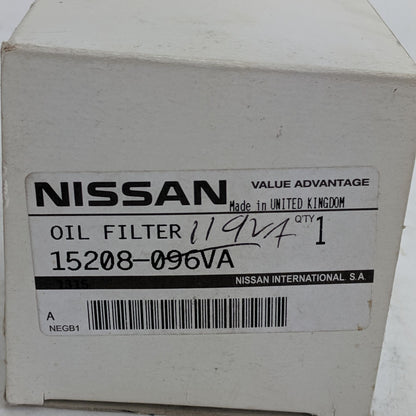 NISSAN VALUE ADVANTAGE
Made in UNITED KINGDOM
OIL FILTER QTY 1
15208-096VA
NISSAN INTERNATIONAL S.A.
A
NEGB1